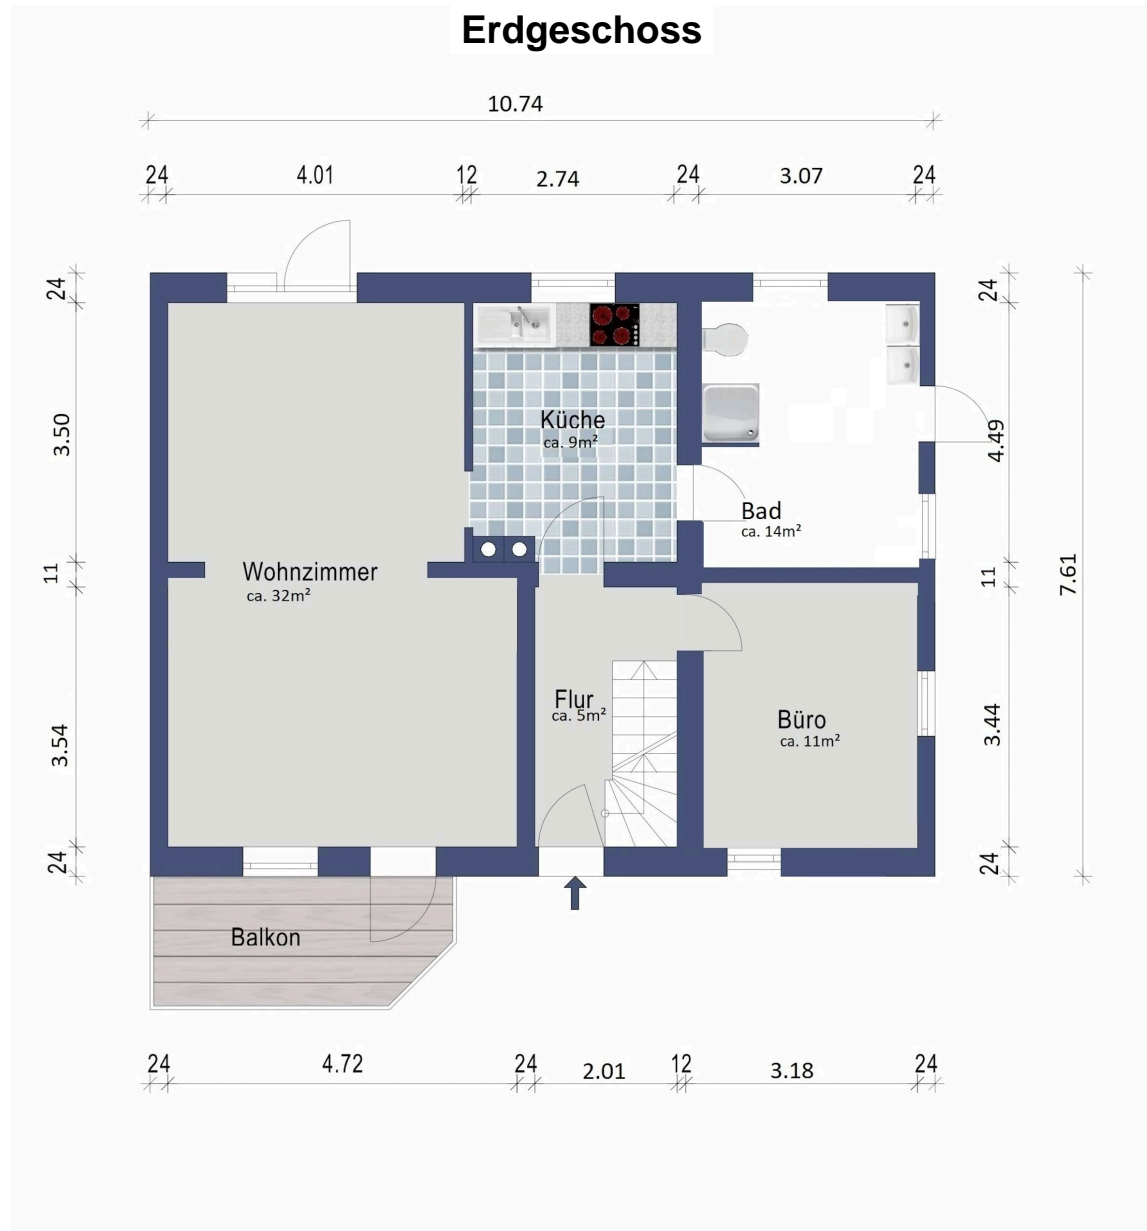 Erdgeschoss
10.74
24 4.01 12 2.74 24 3.07 24
24
24
3.50
Küche
ca. 9m²
4.49
Bad
ca. 14m²
11
Wohnzimmer
ca. 32m²
11
7.61
Flur
ca. 5m²
Büro
ca. 11m²
3.54
3.44
24
24
Balkon
24 4.72 24 2.01 12 3.18 24